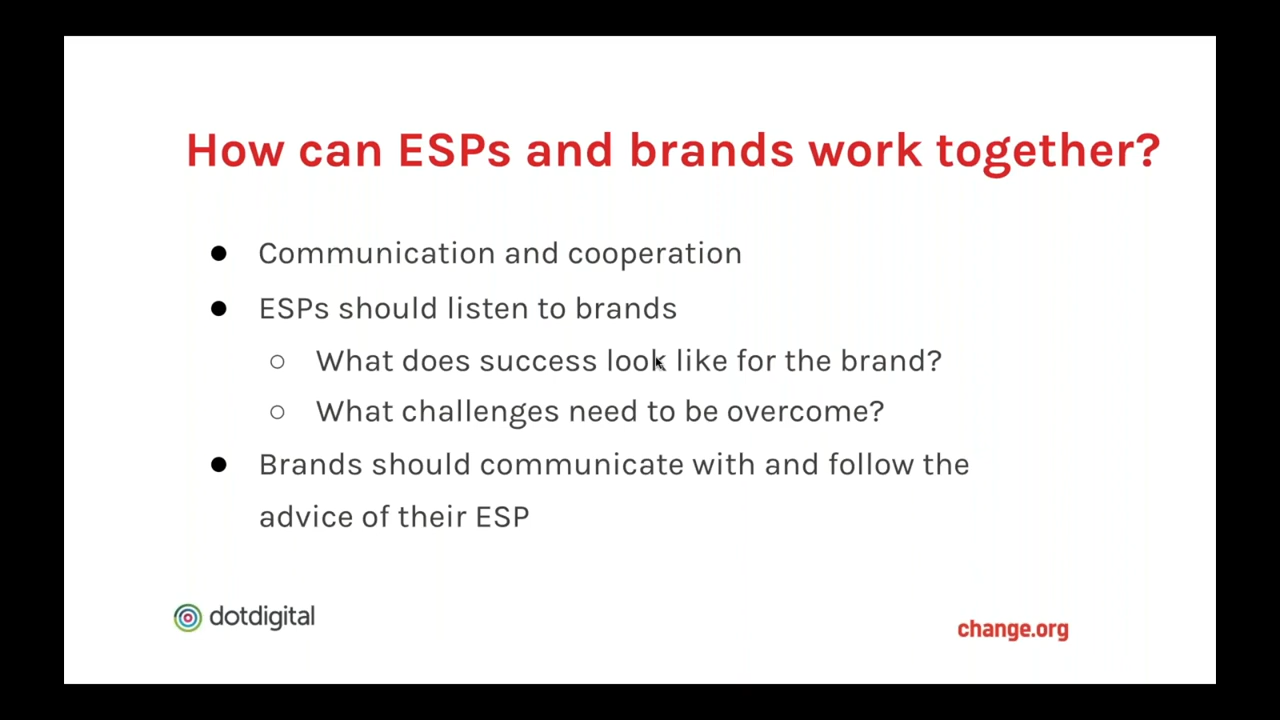 How can ESPs and brands work together?
● Communication and cooperation
● ESPs should listen to brands
○ What does success look like for the brand?
○ What challenges need to be overcome?
● Brands should communicate with and follow the
advice of their ESP
dotdigital
change.org